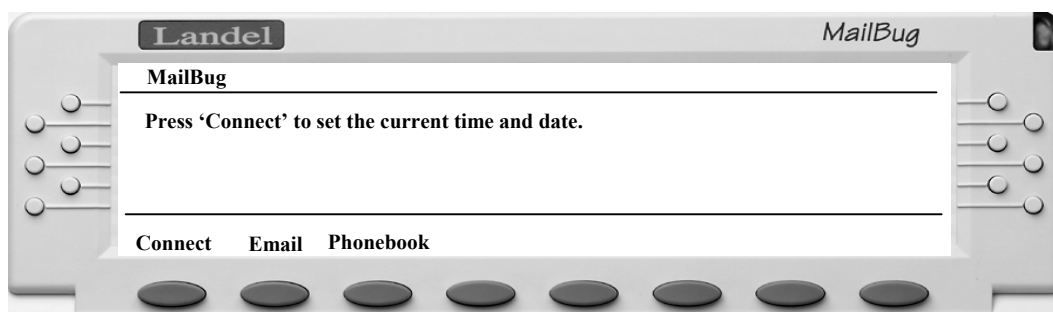 Landel
MailBug
MailBug
Press ‘Connect’ to set the current time and date.
Connect Email Phonebook